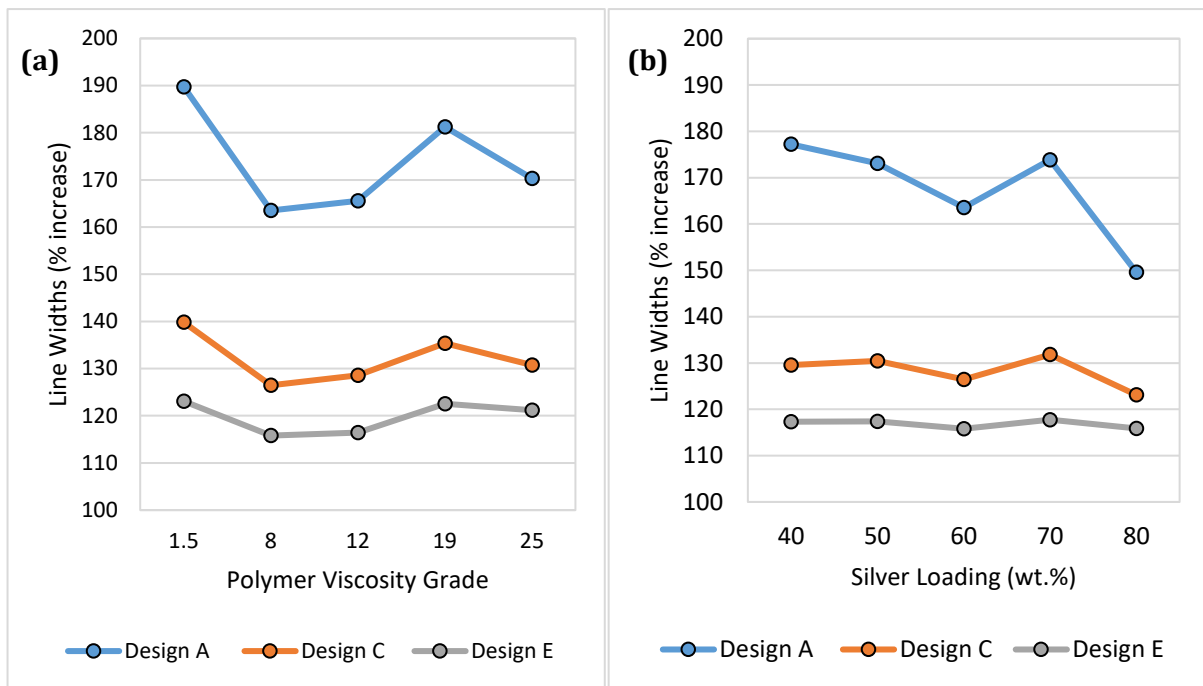 (a)
Line Widths (% increase)
200
190
180
170
160
150
140
130
120
110
100
1.5 8 12 19 25
Polymer Viscosity Grade
Design A Design C Design E
(b)
Line Widths (% increase)
200
190
180
170
160
150
140
130
120
110
100
40 50 60 70 80
Silver Loading (wt.%)
Design A Design C Design E